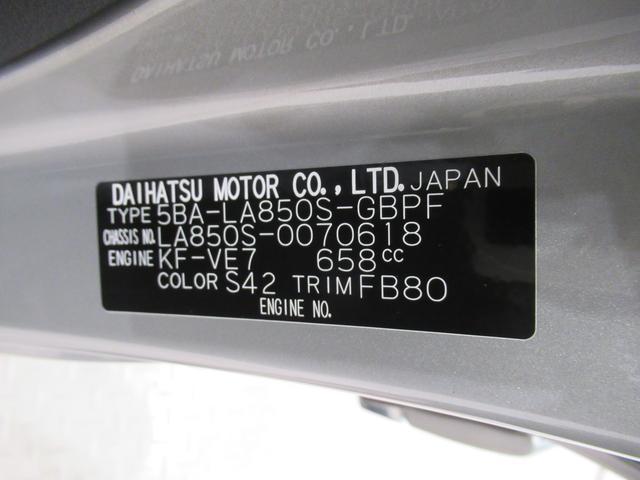 DAIHATSU MOTOR CO.,LTD. JAPAN
TYPE 5BA-LA850S-GBPF
CHASSIS NO. LA850S-0070618
ENGINE KF-VE7 658cc
COLOR S42 TRIM FB80
ENGINE NO.